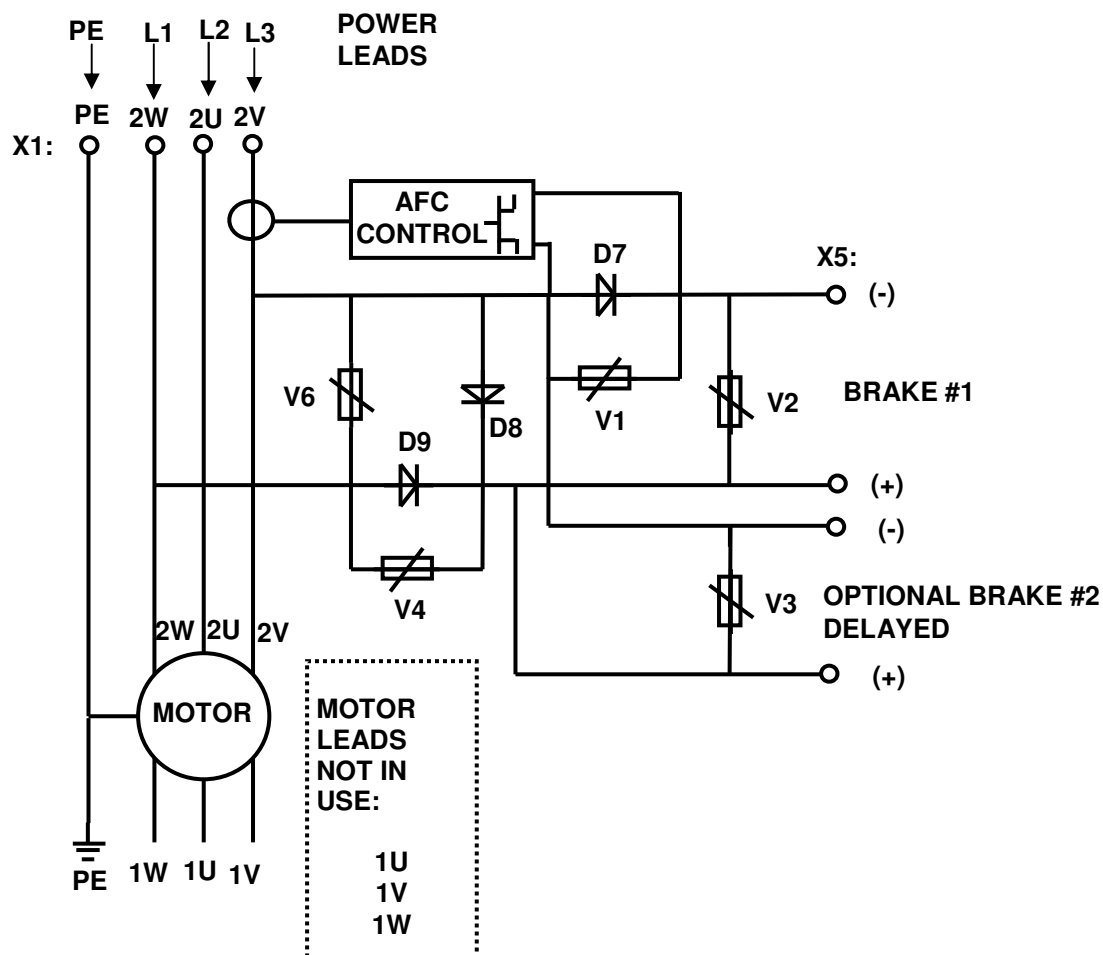 PE L1 L2 L3
POWER
LEADS
X1: PE 2W 2U 2V
AFC
CONTROL
D7
X5:
(-)
V6
D8
V1
V2
BRAKE #1
D9
(+)
(-)
V4
V3
OPTIONAL BRAKE #2
DELAYED
(+)
2W 2U 2V
MOTOR
MOTOR
LEADS
NOT IN
USE:
1U
1V
1W
PE 1W 1U 1V